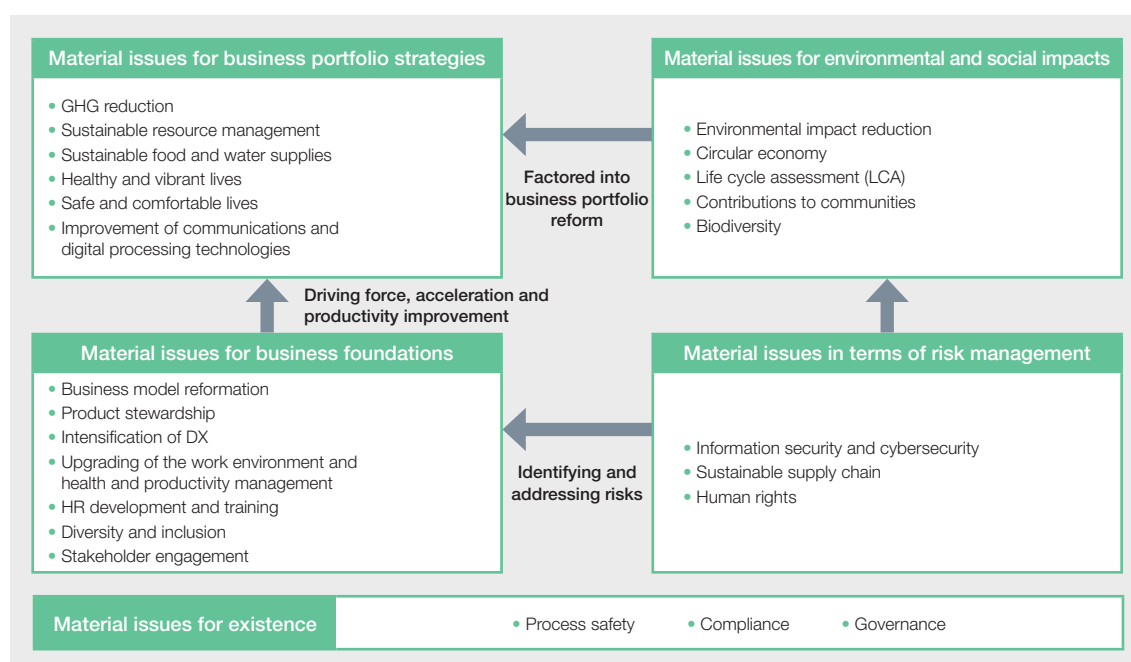 Material issues for business portfolio strategies
• GHG reduction
• Sustainable resource management
• Sustainable food and water supplies
• Healthy and vibrant lives
• Safe and comfortable lives
• Improvement of communications and
digital processing technologies
Factored into
business portfolio
reform
Material issues for environmental and social impacts
• Environmental impact reduction
• Circular economy
• Life cycle assessment (LCA)
• Contributions to communities
• Biodiversity
Driving force, acceleration and
productivity improvement
Material issues for business foundations
• Business model reformation
• Product stewardship
• Intensification of DX
• Upgrading of the work environment and
health and productivity management
• HR development and training
• Diversity and inclusion
• Stakeholder engagement
Identifying and
addressing risks
Material issues in terms of risk management
• Information security and cybersecurity
• Sustainable supply chain
• Human rights
Material issues for existence
• Process safety • Compliance • Governance